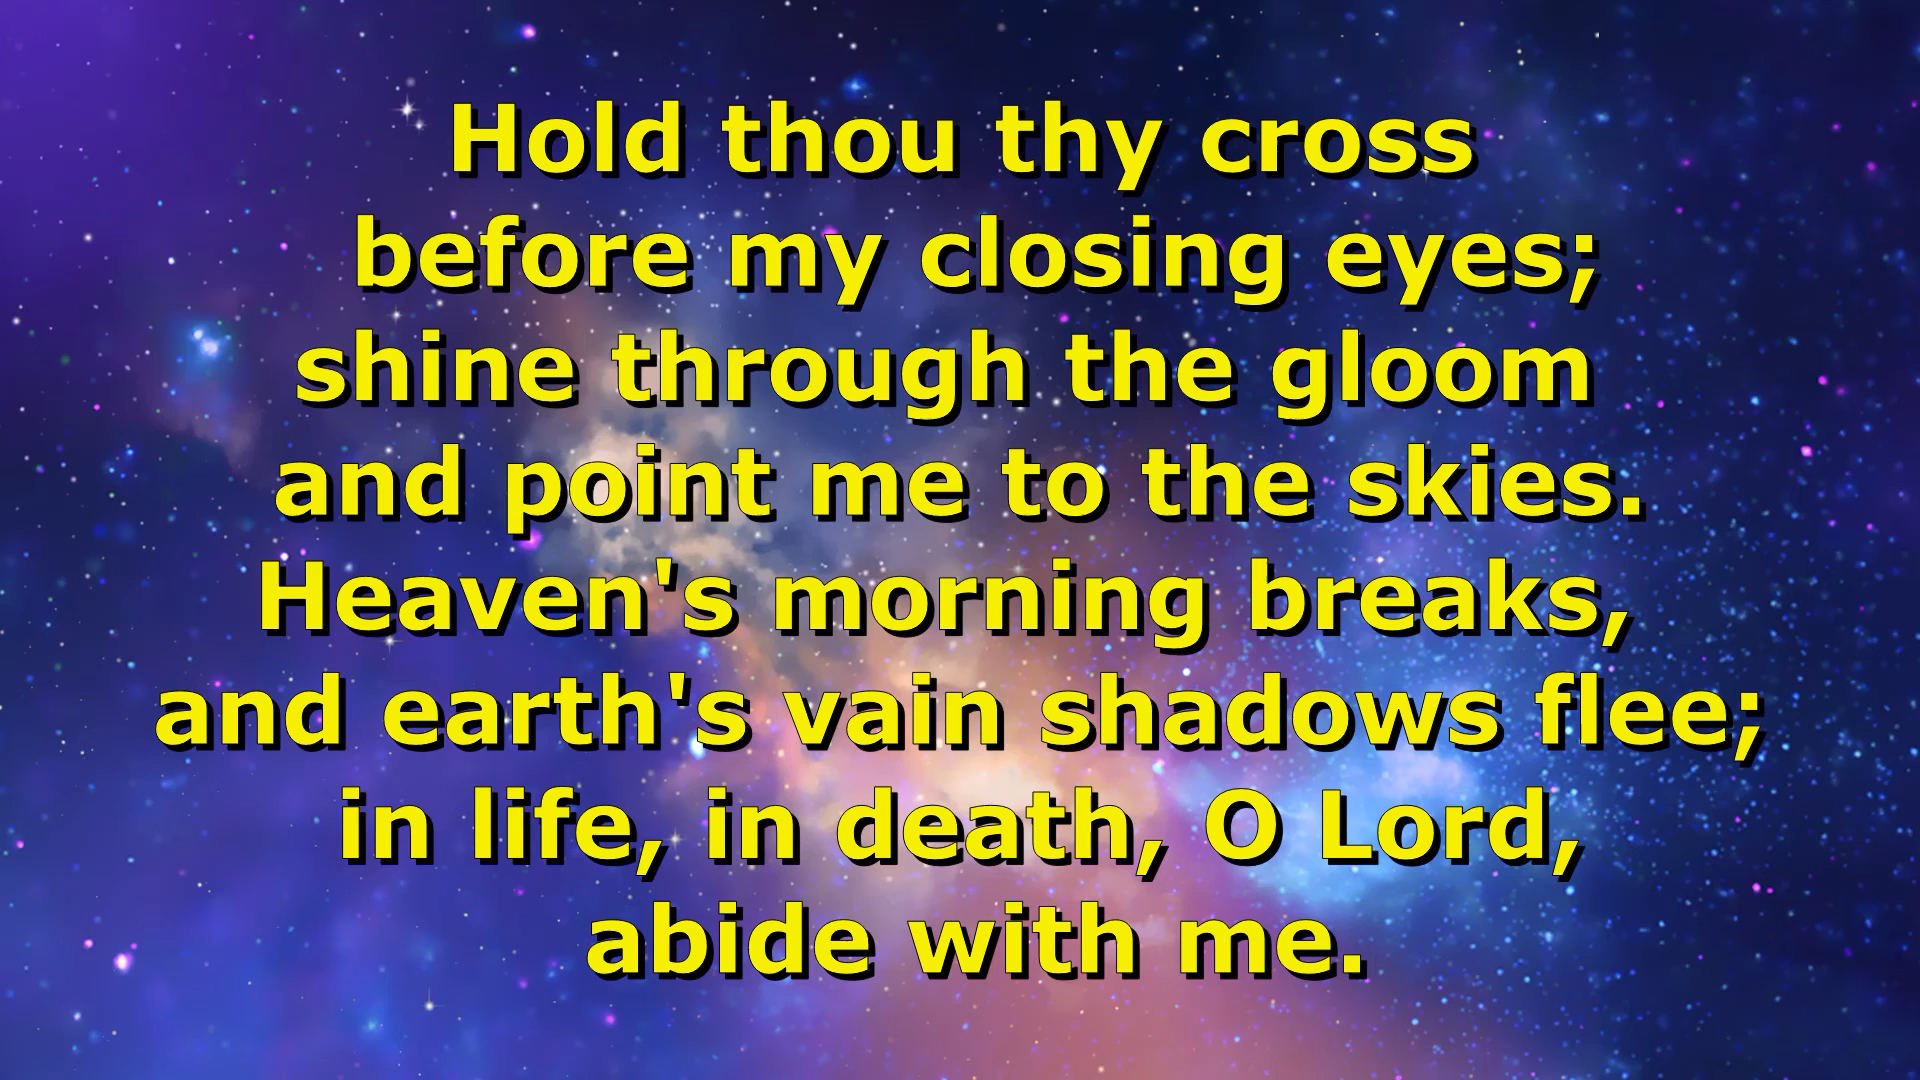 Hold thou thy cross
before my closing eyes;
shine through the gloom
and point me to the skies.
Heaven's morning breaks,
and earth's vain shadows flee;
in life, in death, O Lord,
abide with me.